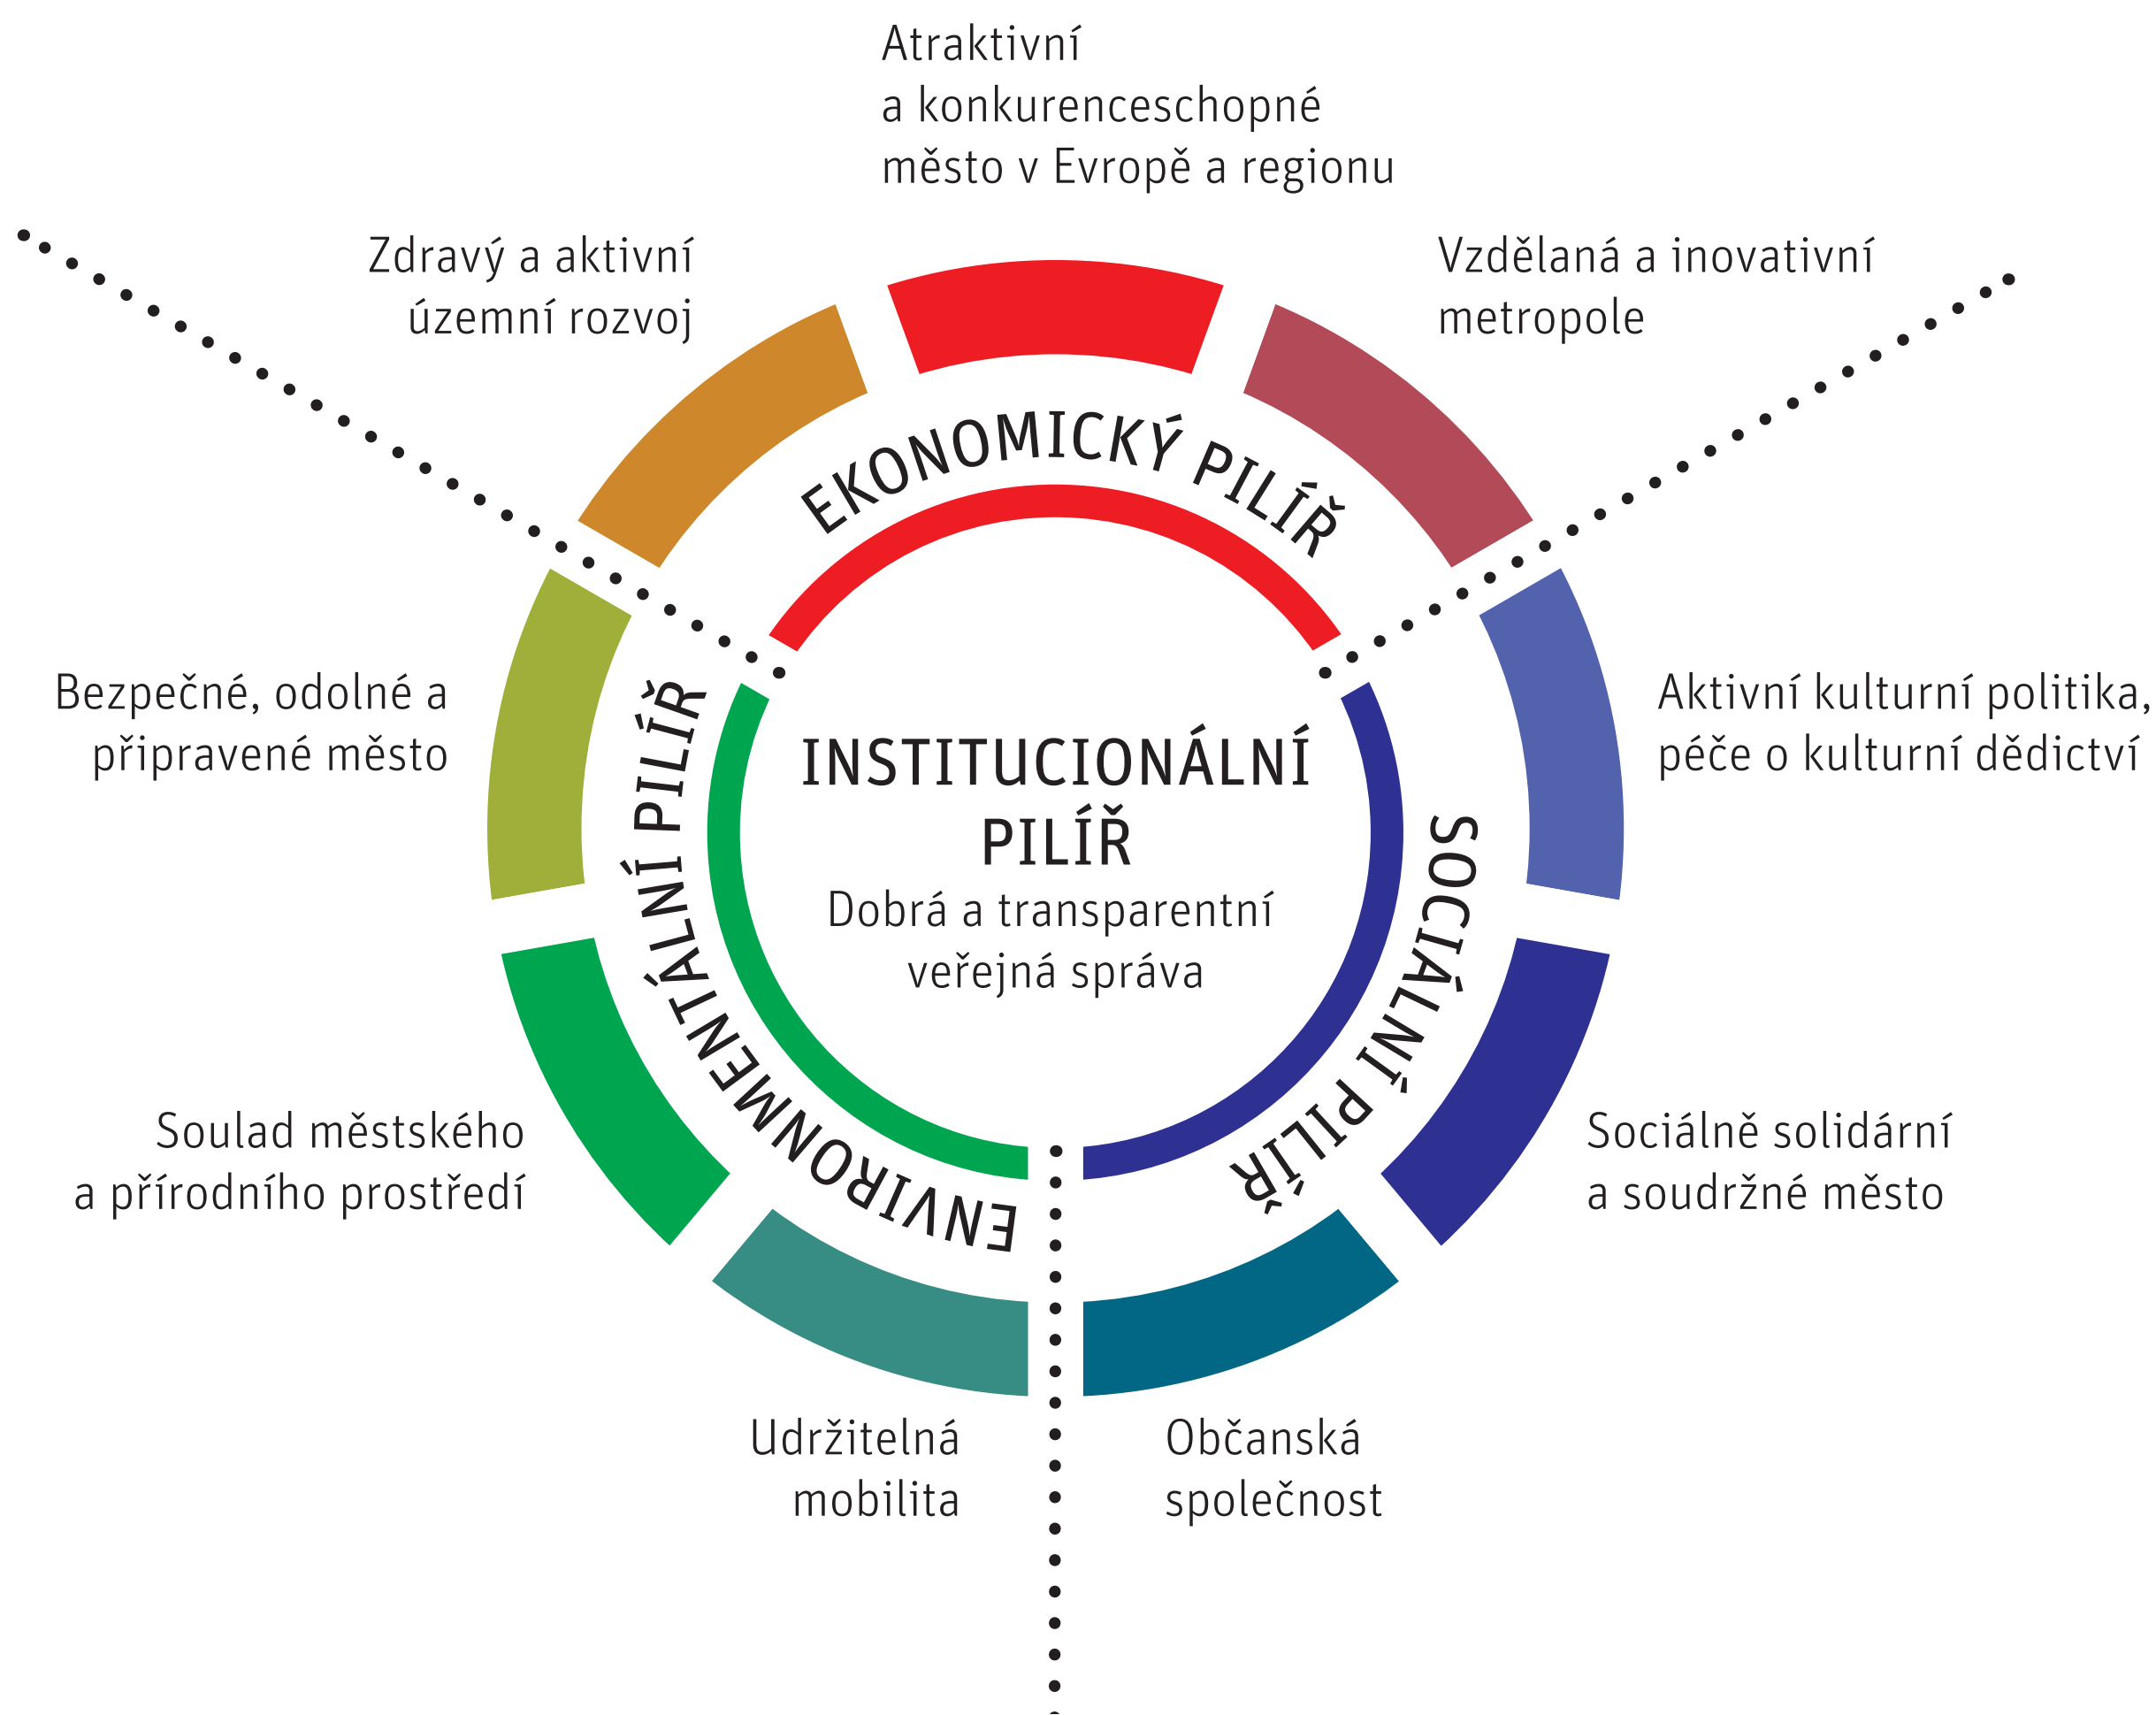 Atraktivní
a konkurenceschopné
město v Evropě a regionu
Zdravý a aktivní
územní rozvoj
Vzdělaná a inovativní
metropole
EKONOMICKÝ PILÍŘ
Bezpečné, odolné a
připravené město
ENVIRONMENTÁLNÍ PILÍŘ
INSTITUCIONÁLNÍ
PILÍŘ
Dobrá a transparentní
veřejná správa
SOCIÁLNÍ PILÍŘ
Aktivní kulturní politika,
péče o kulturní dědictví
Soulad městského
a přírodního prostředí
Sociálně solidární
a soudržné město
Udržitelná
mobilita
Občanská
společnost